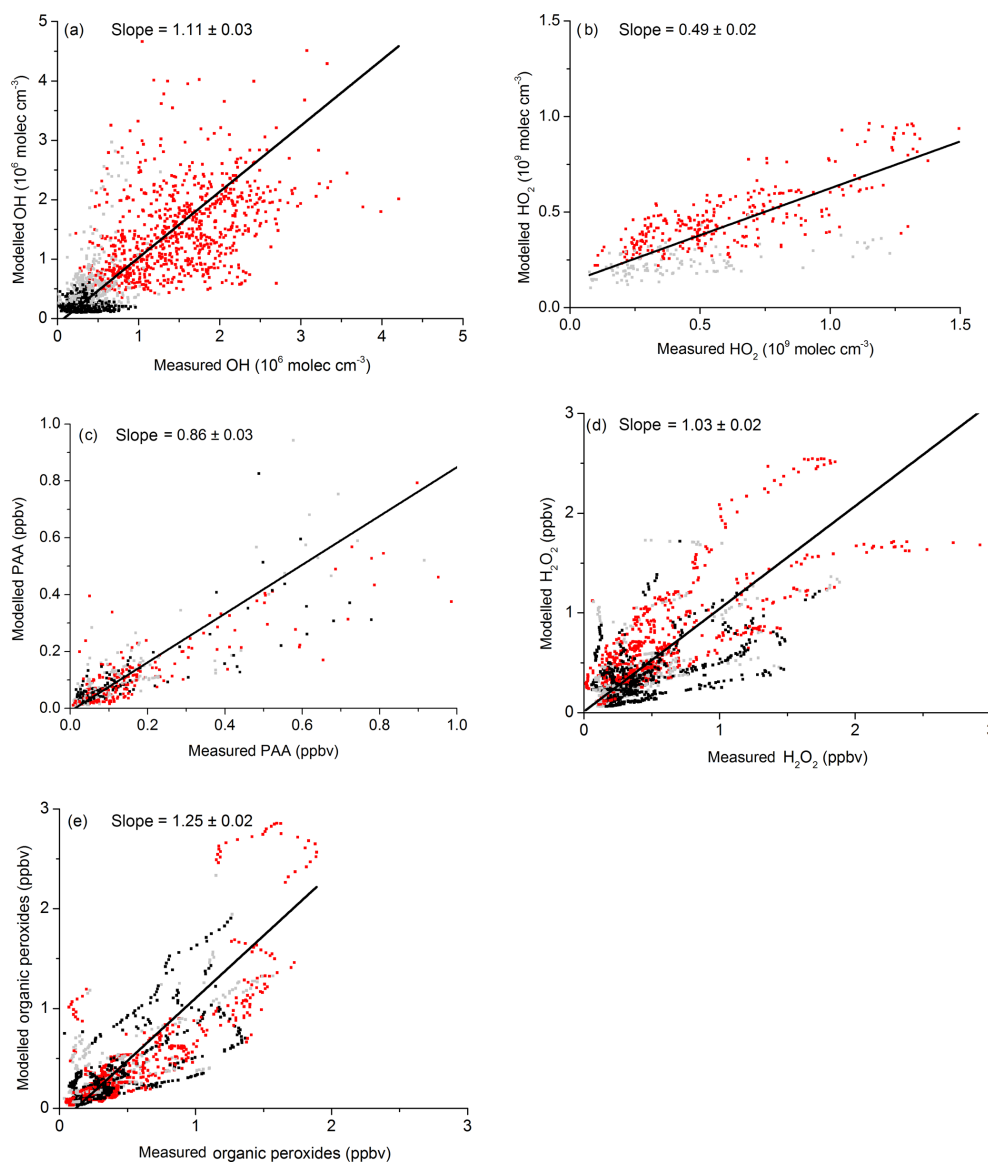 (a) Slope = 1.11 ± 0.03
5
4
3
2
1
0
Modelled OH (10⁶ molec cm⁻³)
0 1 2 3 4 5
Measured OH (10⁶ molec cm⁻³)
(b) Slope = 0.49 ± 0.02
1.5
1.0
0.5
0.0
Modelled HO₂ (10⁹ molec cm⁻³)
0.0 0.5 1.0 1.5
Measured HO₂ (10⁹ molec cm⁻³)
(c) Slope = 0.86 ± 0.03
1.0
0.8
0.6
0.4
0.2
0.0
Modelled PAA (ppbv)
0.0 0.2 0.4 0.6 0.8 1.0
Measured PAA (ppbv)
(d) Slope = 1.03 ± 0.02
3
2
1
0
Modelled H₂O₂ (ppbv)
0 1 2 3
Measured H₂O₂ (ppbv)
(e) Slope = 1.25 ± 0.02
3
2
1
0
Modelled organic peroxides (ppbv)
0 1 2 3
Measured organic peroxides (ppbv)